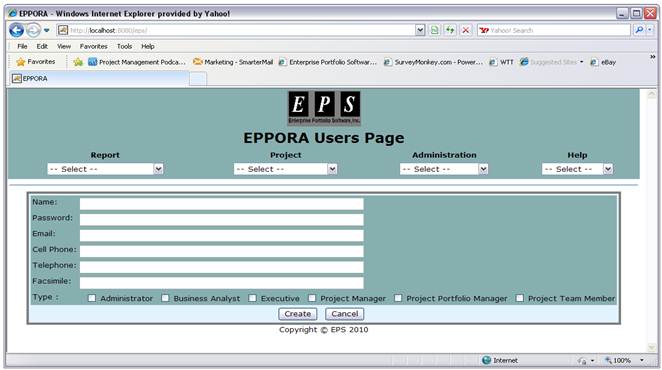 EPPORA - Windows Internet Explorer provided by Yahoo!
http://localhost:8080/eps/
Yahoo! Search
File Edit View Favorites Tools Help
Favorites Project Management Podca... Marketing - SmarterMail Enterprise Portfolio Softwar... SurveyMonkey.com - Power... WTT Suggested Sites eBay
EPPORA
E P S
Enterprise Portfolio Software, Inc.
EPPORA Users Page
Report Project Administration Help
-- Select -- -- Select -- -- Select -- -- Select --
Name:
Password:
Email:
Cell Phone:
Telephone:
Facsimile:
Type : Administrator Business Analyst Executive Project Manager Project Portfolio Manager Project Team Member
Create Cancel
Copyright © EPS 2010
Internet 100%